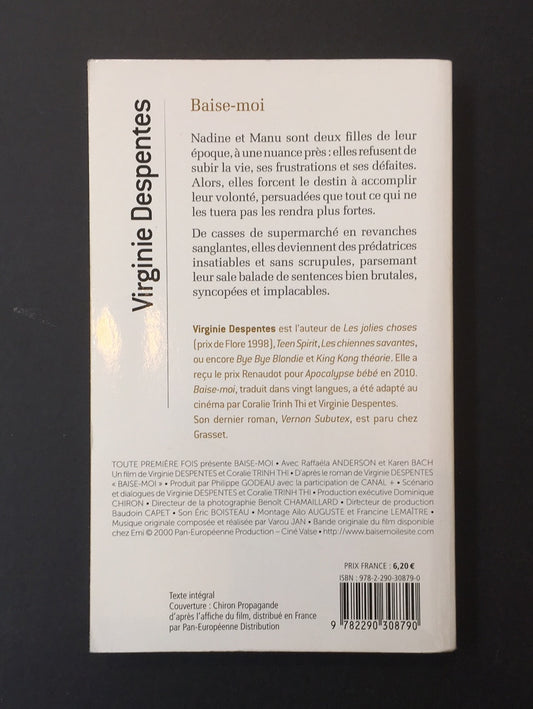 Virginie Despentes
Baise-moi
Nadine et Manu sont deux filles de leur
époque, à une nuance près : elles refusent de
subir la vie, ses frustrations et ses défaites.
Alors, elles forcent le destin à accomplir
leur volonté, persuadées que tout ce qui ne
les tuera pas les rendra plus fortes.
De casses de supermarché en revanches
sanglantes, elles deviennent des prédatrices
insatiables et sans scrupules, parsemant
leur sale balade de sentences bien brutales,
syncopées et implacables.
Virginie Despentes est l'auteur de Les jolies choses
(prix de Flore 1998), Teen Spirit, Les chiennes savantes,
ou encore Bye Bye Blondie et King Kong théorie. Elle a
reçu le prix Renaudot pour Apocalypse bébé en 2010.
Baise-moi, traduit dans vingt langues, a été adapté au
cinéma par Coralie Trinh Thi et Virginie Despentes.
Son dernier roman, Vernon Subutex, est paru chez
Grasset.
TOUTE PREMIÈRE FOIS présente BAISE-MOI • Avec Raffaëla ANDERSON et Karen BACH
Un film de Virginie DESPENTES et Coralie TRINH THI • D'après le roman de Virginie DESPENTES
« BAISE-MOI » • Produit par Philippe GODEAU avec la participation de CANAL + • Scénario
et dialogues de Virginie DESPENTES et Coralie TRINH THI • Production exécutive Dominique
CHIRON • Directeur de la photographie Benoît CHAMAILLARD • Directeur de production
Baudoin CAPET • Son Eric BOISTEAU • Montage Aïlo AUGUSTE et Francine LEMAÎTRE •
Musique originale composée et réalisée par Varou JAN • Bande originale du film disponible
chez Emi © 2000 Pan-Européenne Production – Ciné Valse • http://www.baisemoilesite.com
PRIX FRANCE : 6,20 €
ISBN : 978-2-290-30879-0
Texte intégral
Couverture : Chiron Propagande
d'après l'affiche du film, distribué en France
par Pan-Européenne Distribution
9 782290 308790